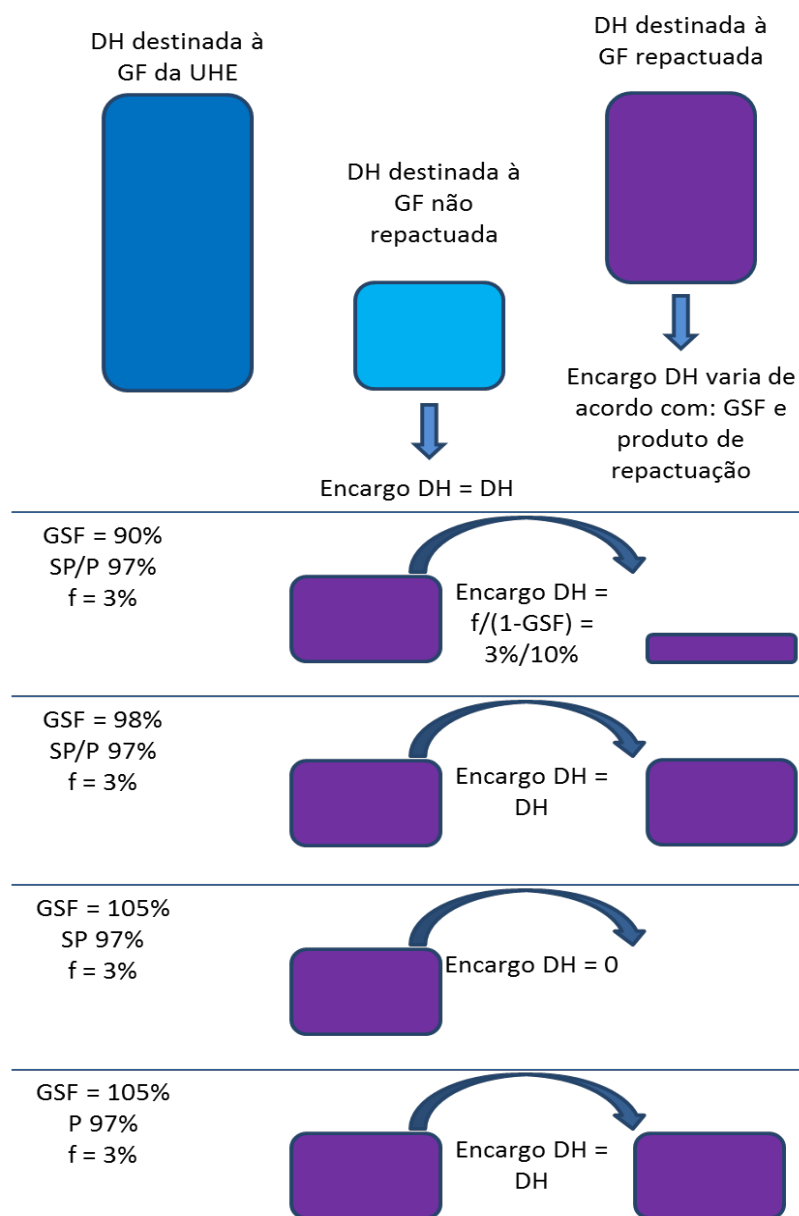 DH destinada à
GF da UHE
DH destinada à
GF não
repactuada
DH destinada à
GF repactuada
Encargo DH = DH
Encargo DH varia de
acordo com: GSF e
produto de
repactuação
GSF = 90%
SP/P 97%
f = 3%
Encargo DH =
f/(1-GSF) =
3%/10%
GSF = 98%
SP/P 97%
f = 3%
Encargo DH =
DH
GSF = 105%
SP 97%
f = 3%
Encargo DH = 0
GSF = 105%
P 97%
f = 3%
Encargo DH =
DH